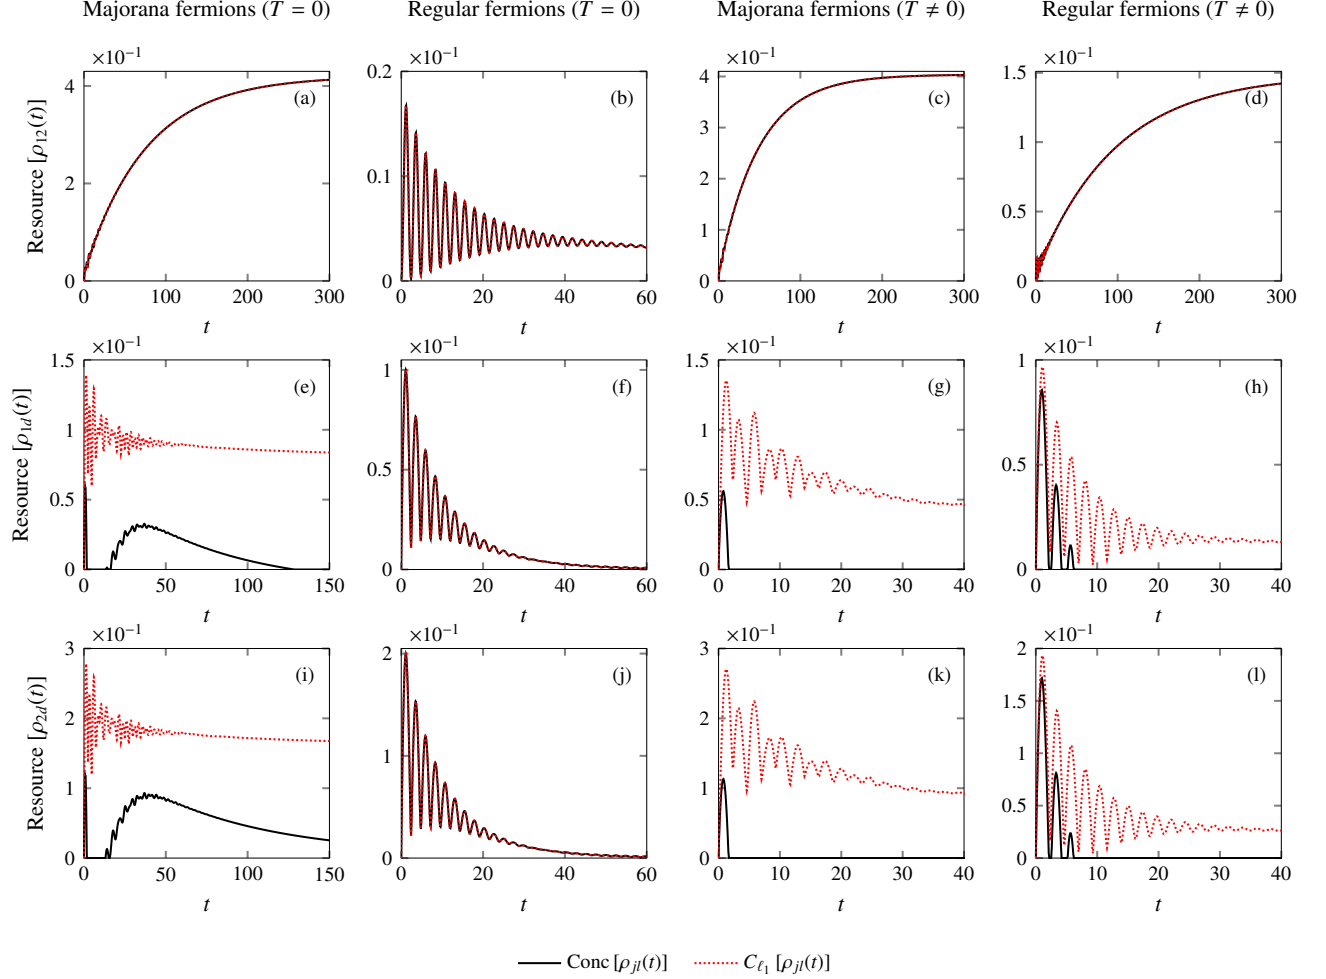 Majorana fermions (T = 0)
Regular fermions (T = 0)
Majorana fermions (T ≠ 0)
Regular fermions (T ≠ 0)
×10⁻¹ ×10⁻¹ ×10⁻¹ ×10⁻¹
Resource [ρ₁₂(t)]
(a)
4
2
0
0 100 200 300
t
(b)
0.2
0.1
0
0 20 40 60
t
(c)
4
3
2
1
0
0 100 200 300
t
(d)
1.5
1
0.5
0
0 100 200 300
t
×10⁻¹ ×10⁻¹ ×10⁻¹ ×10⁻¹
Resource [ρ₁d(t)]
(e)
1.5
1
0.5
0
0 50 100 150
t
(f)
1
0.5
0
0 20 40 60
t
(g)
1.5
1
0.5
0
0 10 20 30 40
t
(h)
1
0.5
0
0 10 20 30 40
t
×10⁻¹ ×10⁻¹ ×10⁻¹ ×10⁻¹
Resource [ρ₂d(t)]
(i)
3
2
1
0
0 50 100 150
t
(j)
2
1
0
0 20 40 60
t
(k)
3
2
1
0
0 10 20 30 40
t
(l)
2
1.5
1
0.5
0
0 10 20 30 40
t
Conc [ρjl(t)]
Cℓ₁ [ρjl(t)]